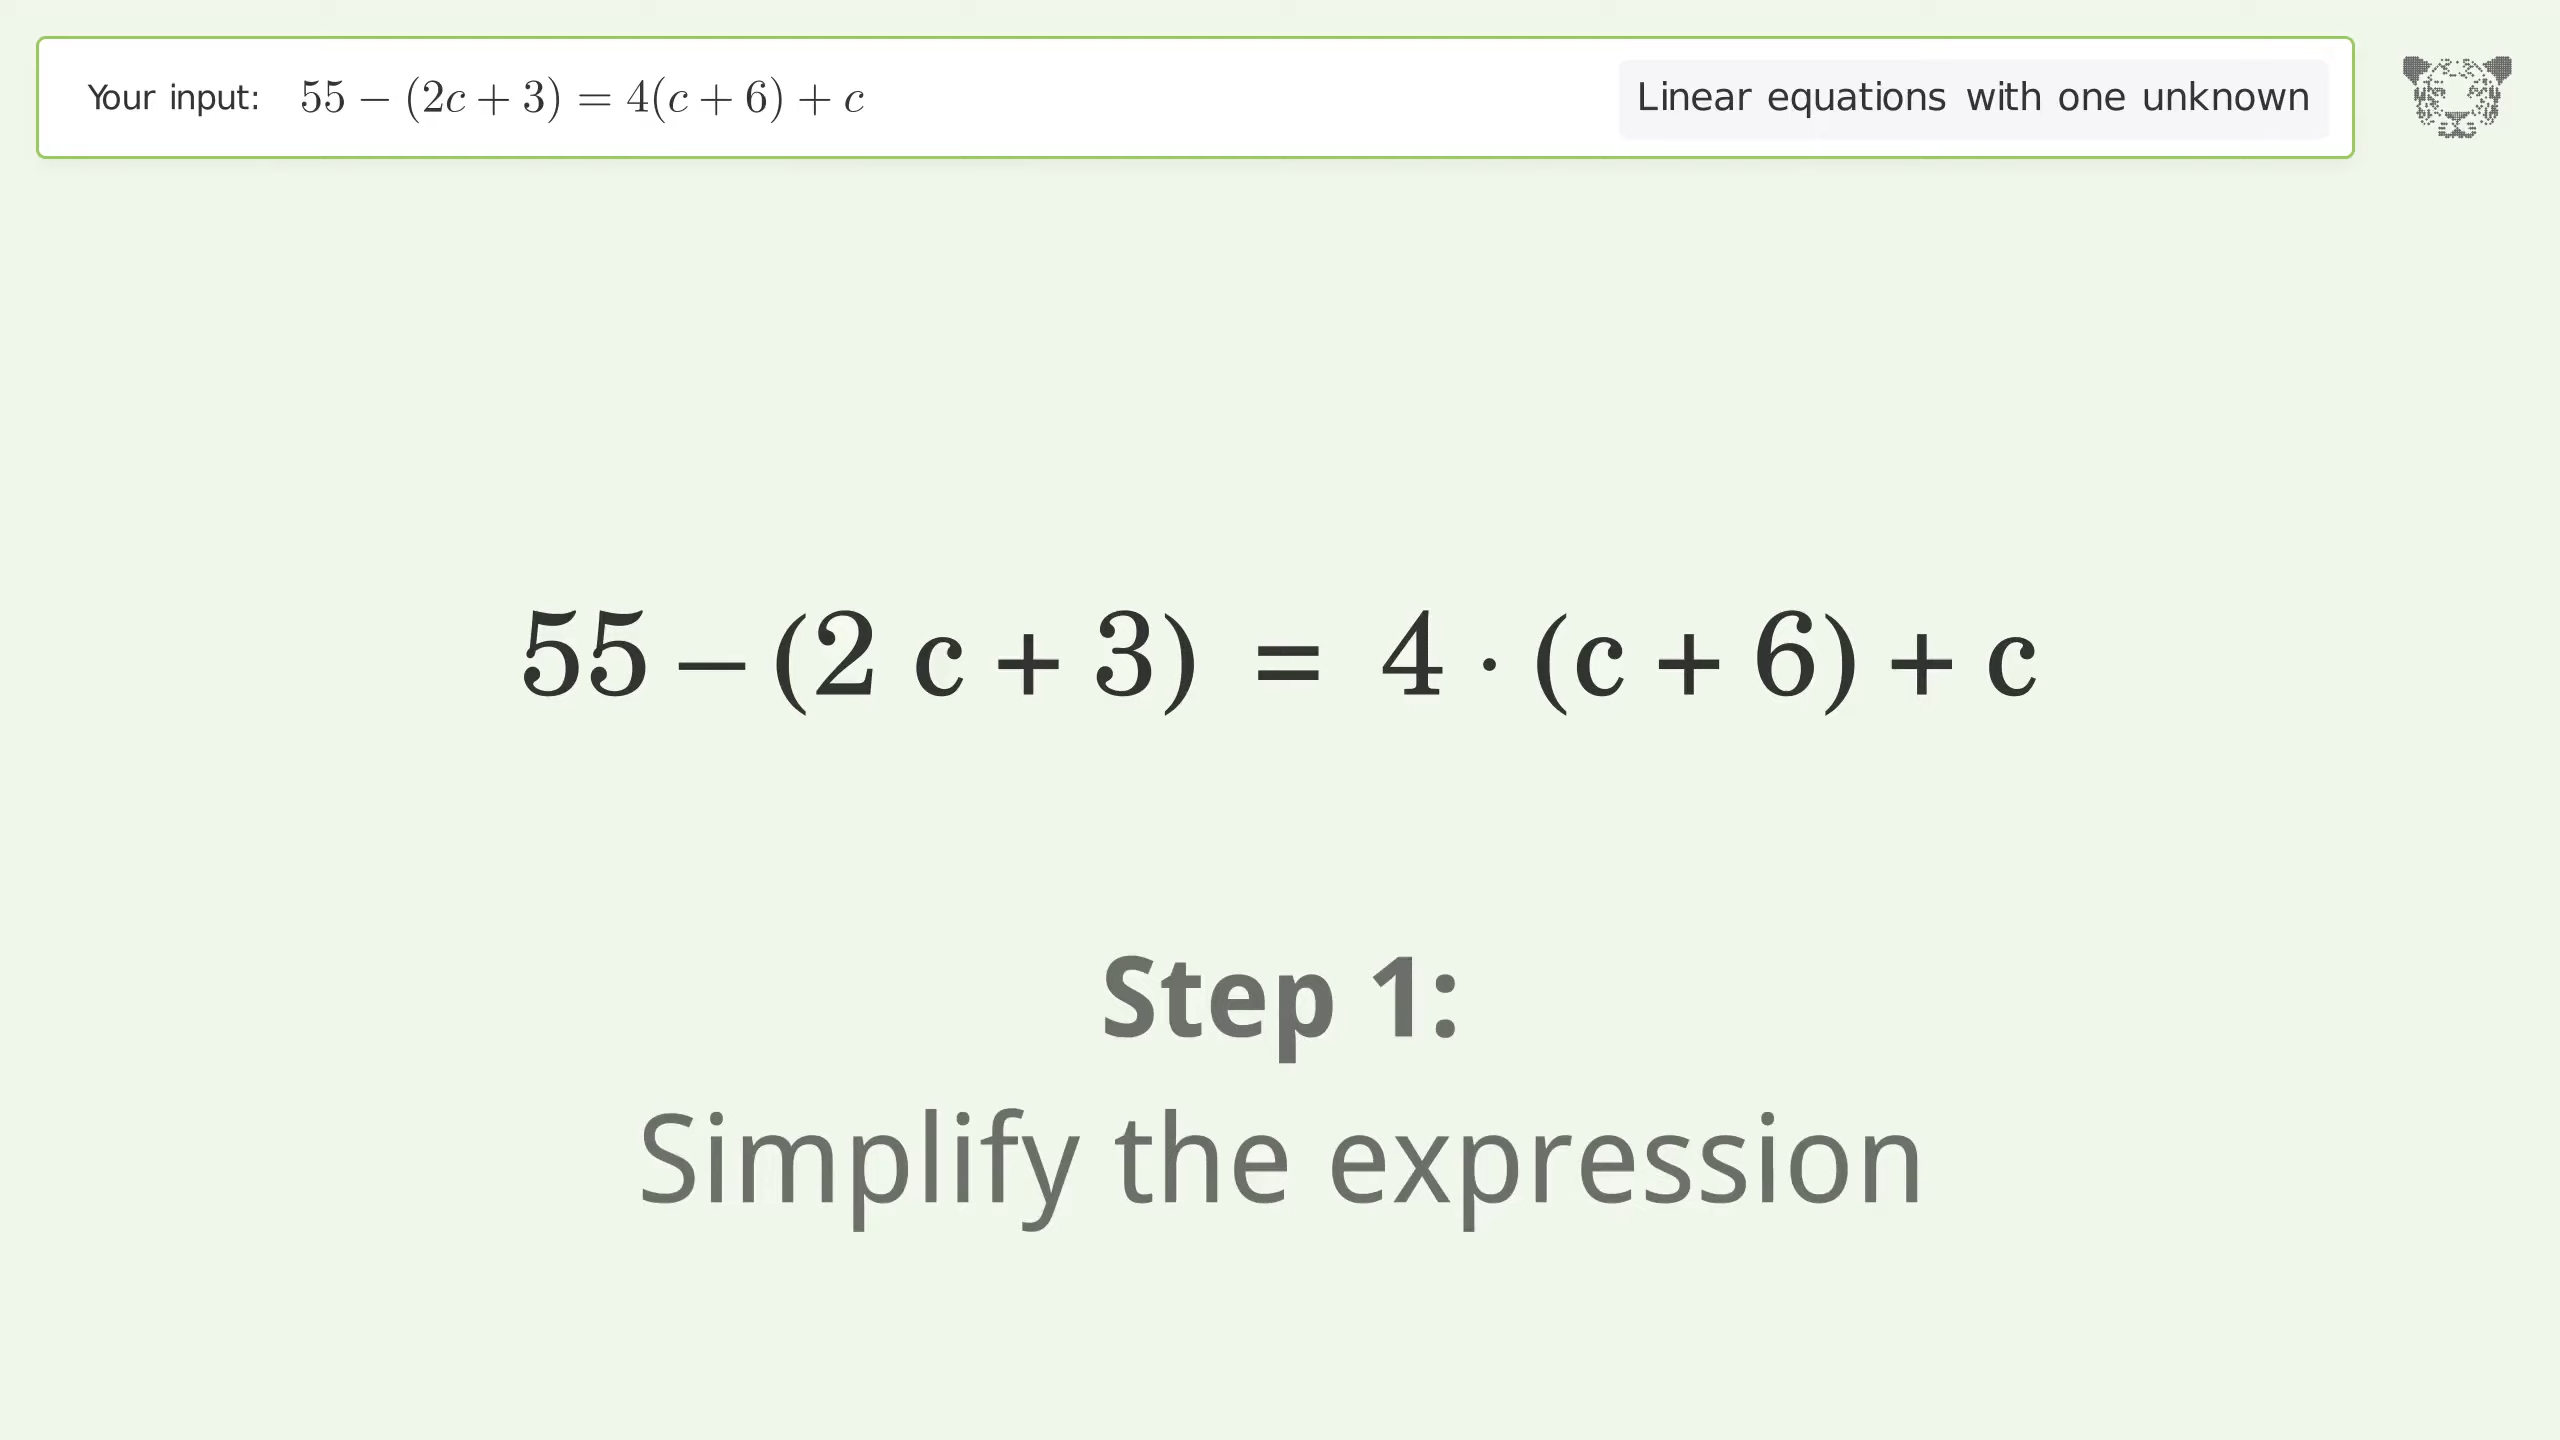 Your input: 55 − (2c + 3) = 4(c + 6) + c
Linear equations with one unknown
55 − (2 c + 3) = 4 · (c + 6) + c
Step 1:
Simplify the expression